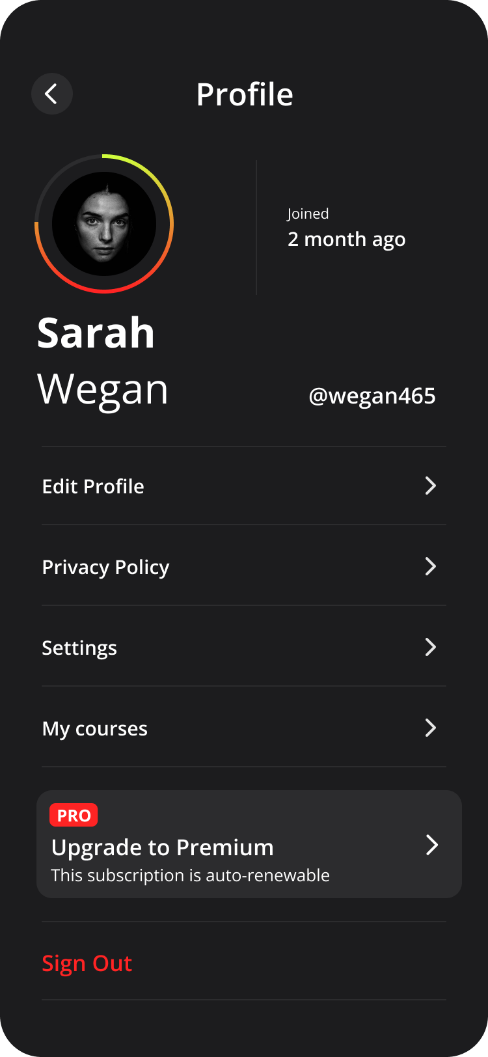 Profile
Joined
2 month ago
Sarah
Wegan
@wegan465
Edit Profile
Privacy Policy
Settings
My courses
PRO
Upgrade to Premium
This subscription is auto-renewable
Sign Out